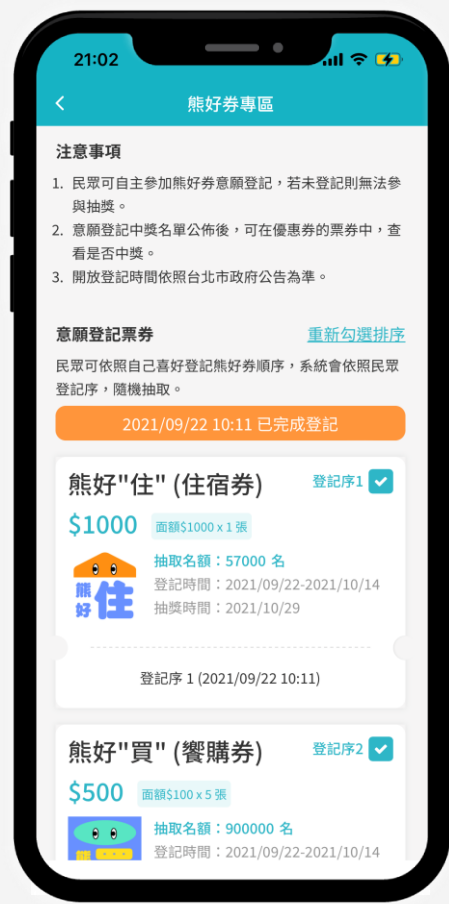 21:02
熊好券專區
注意事項
1. 民眾可自主參加熊好券意願登記，若未登記則無法參
與抽獎。
2. 意願登記中獎名單公佈後，可在優惠券的票券中，查
看是否中獎。
3. 開放登記時間依照台北市政府公告為準。
意願登記票券 重新勾選排序
民眾可依照自己喜好登記熊好券順序，系統會依照民眾
登記序，隨機抽取。
2021/09/22 10:11 已完成登記
熊好"住" (住宿券) 登記序1
$1000 面額$1000 x 1 張
熊好住
抽取名額：57000 名
登記時間：2021/09/22-2021/10/14
抽獎時間：2021/10/29
登記序 1 (2021/09/22 10:11)
熊好"買" (饗購券) 登記序2
$500 面額$100 x 5 張
抽取名額：900000 名
登記時間：2021/09/22-2021/10/14